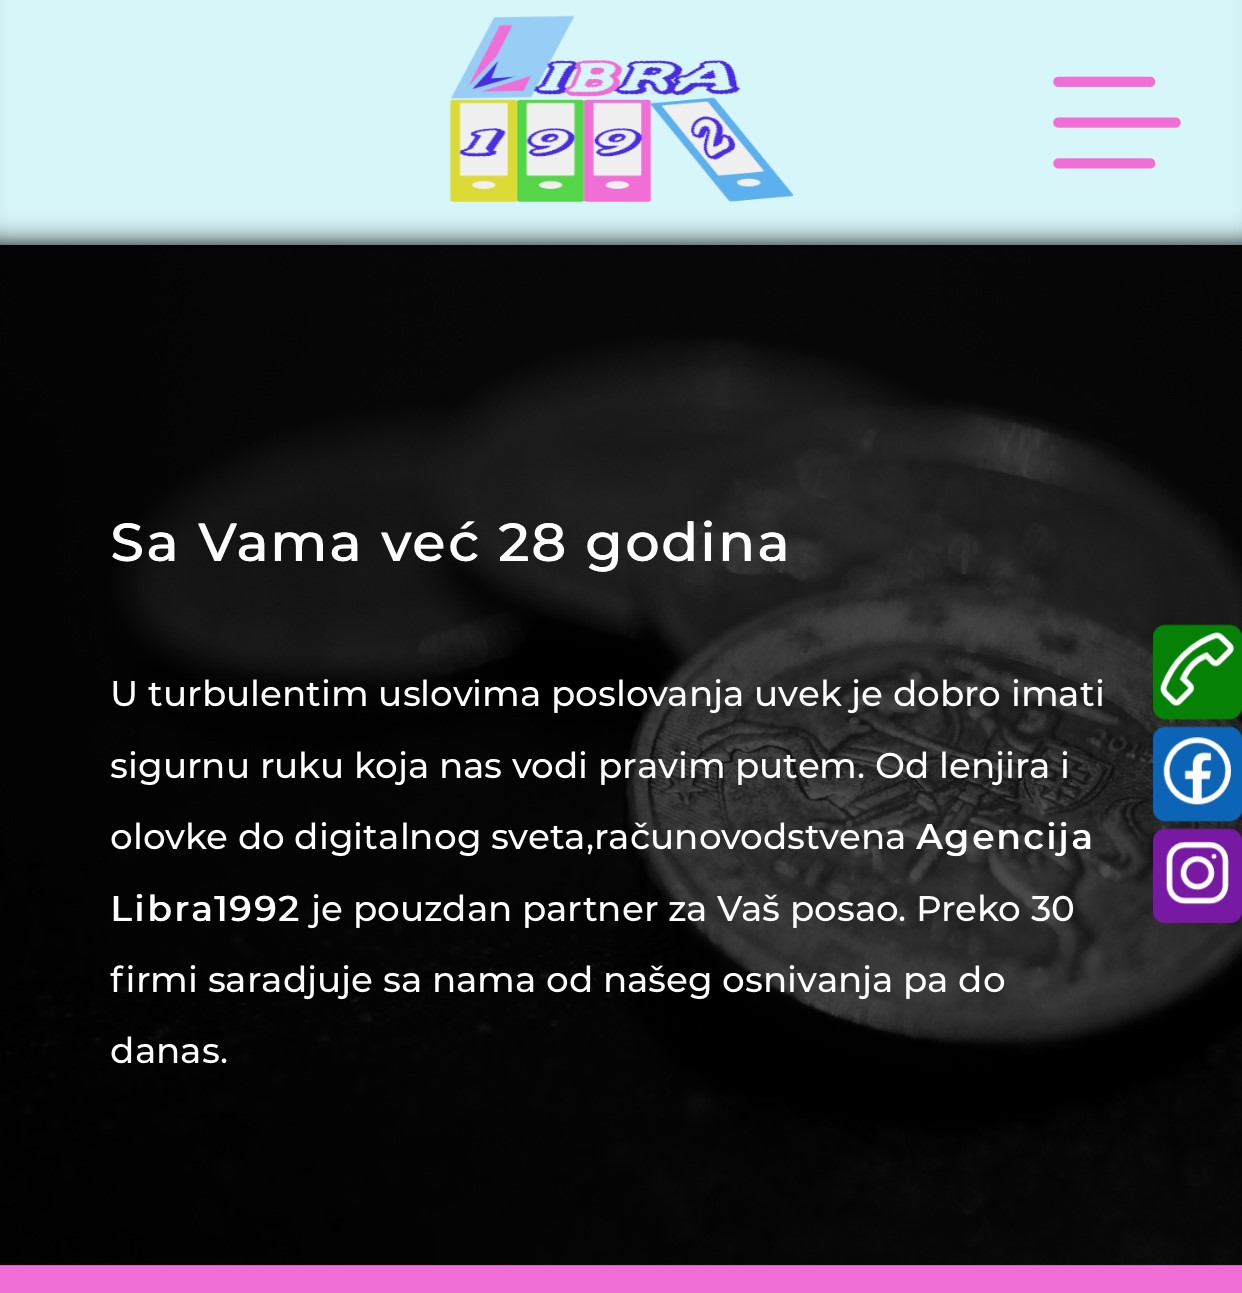 LIBRA
1992
Sa Vama već 28 godina
U turbulentim uslovima poslovanja uvek je dobro imati
sigurnu ruku koja nas vodi pravim putem. Od lenjira i
olovke do digitalnog sveta,računovodstvena Agencija
Libra1992 je pouzdan partner za Vaš posao. Preko 30
firmi saradjuje sa nama od našeg osnivanja pa do
danas.